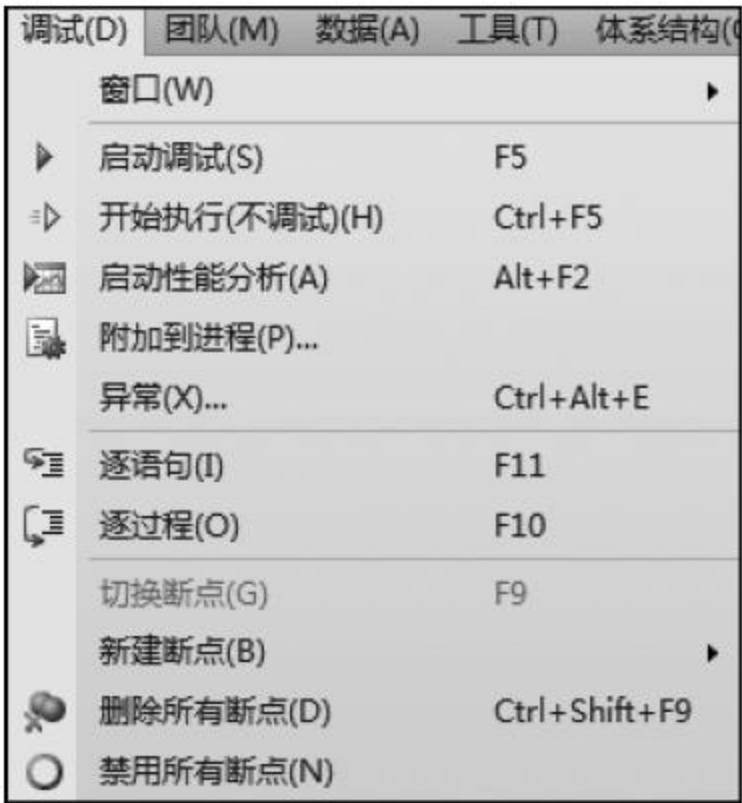 调试(D) 团队(M) 数据(A) 工具(T) 体系结构(
窗口(W)
启动调试(S) F5
开始执行(不调试)(H) Ctrl+F5
启动性能分析(A) Alt+F2
附加到进程(P)...
异常(X)... Ctrl+Alt+E
逐语句(I) F11
逐过程(O) F10
切换断点(G) F9
新建断点(B)
删除所有断点(D) Ctrl+Shift+F9
禁用所有断点(N)